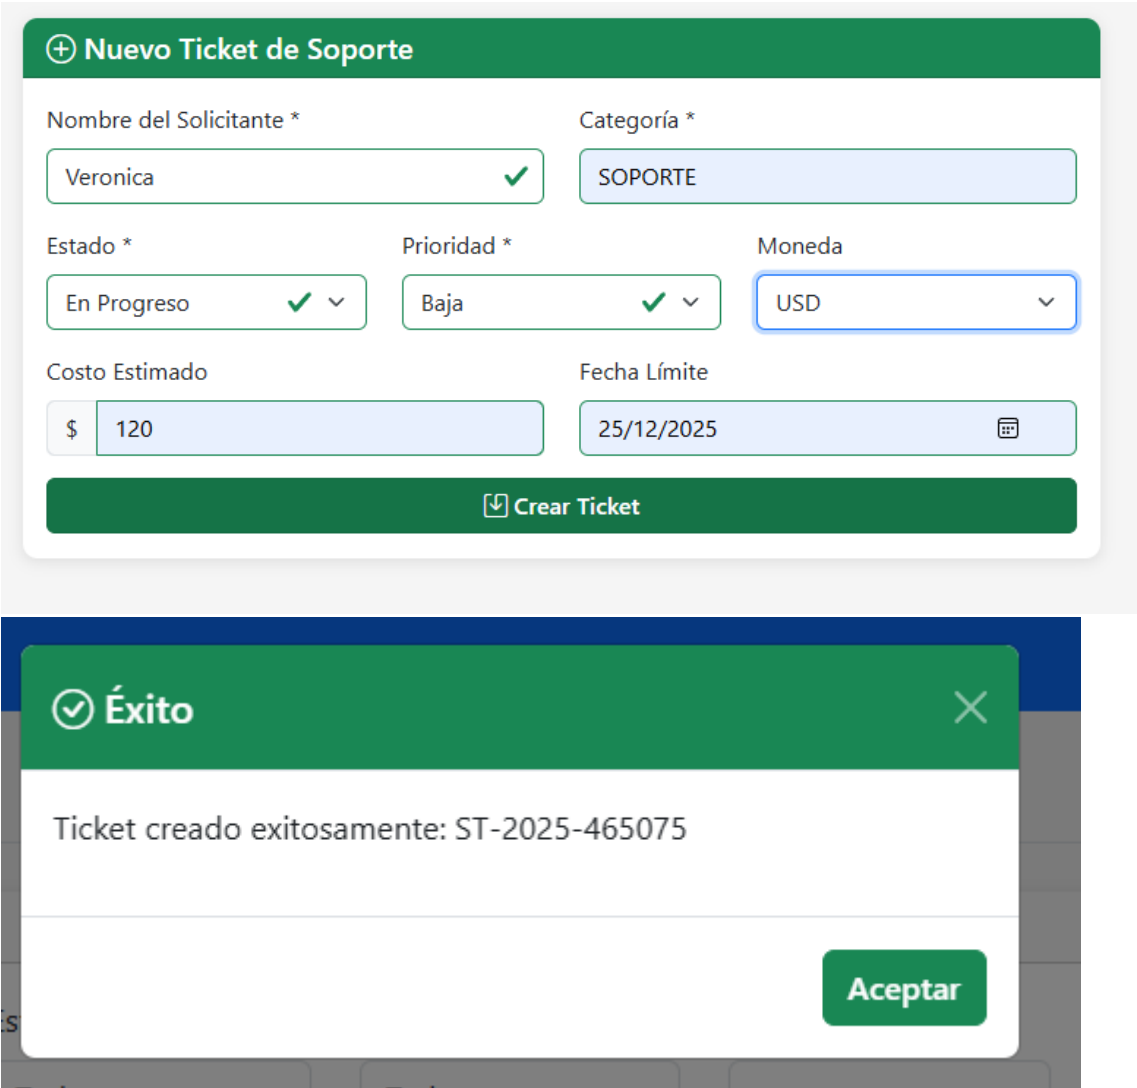 Nuevo Ticket de Soporte
Nombre del Solicitante * Categoría *
Veronica SOPORTE
Estado * Prioridad * Moneda
En Progreso Baja USD
Costo Estimado Fecha Límite
$ 120 25/12/2025
Crear Ticket
Éxito
Ticket creado exitosamente: ST-2025-465075
Aceptar